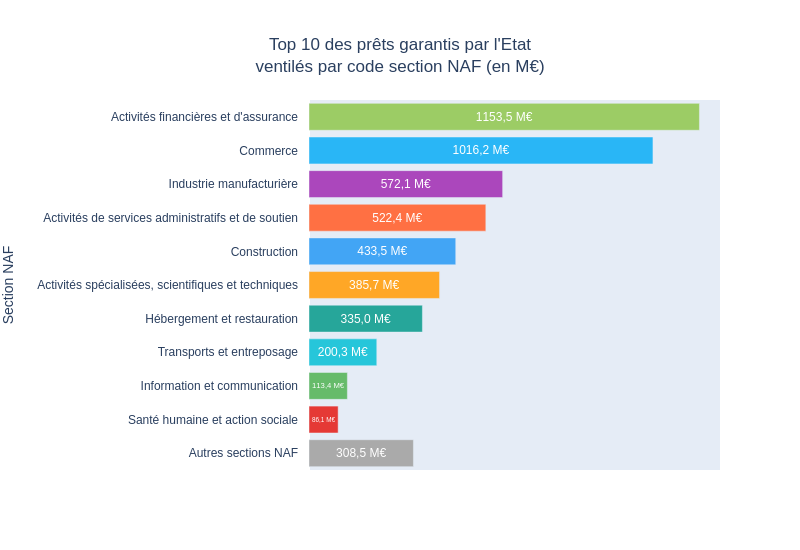 Top 10 des prêts garantis par l'Etat
ventilés par code section NAF (en M€)
Section NAF
Activités financières et d'assurance 1153,5 M€
Commerce 1016,2 M€
Industrie manufacturière 572,1 M€
Activités de services administratifs et de soutien 522,4 M€
Construction 433,5 M€
Activités spécialisées, scientifiques et techniques 385,7 M€
Hébergement et restauration 335,0 M€
Transports et entreposage 200,3 M€
Information et communication 113,4 M€
Santé humaine et action sociale 86,1 M€
Autres sections NAF 308,5 M€